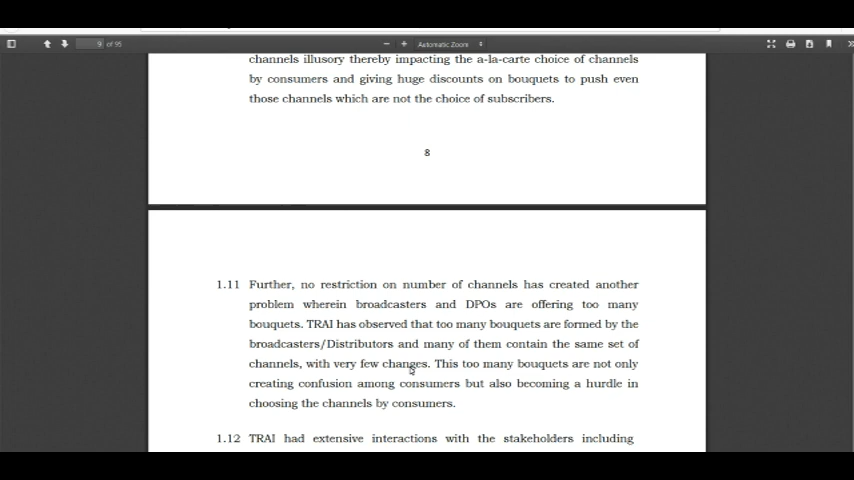 9 of 95
Automatic Zoom
channels illusory thereby impacting the a-la-carte choice of channels
by consumers and giving huge discounts on bouquets to push even
those channels which are not the choice of subscribers.
8
1.11 Further, no restriction on number of channels has created another
problem wherein broadcasters and DPOs are offering too many
bouquets. TRAI has observed that too many bouquets are formed by the
broadcasters/Distributors and many of them contain the same set of
channels, with very few changes. This too many bouquets are not only
creating confusion among consumers but also becoming a hurdle in
choosing the channels by consumers.
1.12 TRAI had extensive interactions with the stakeholders including